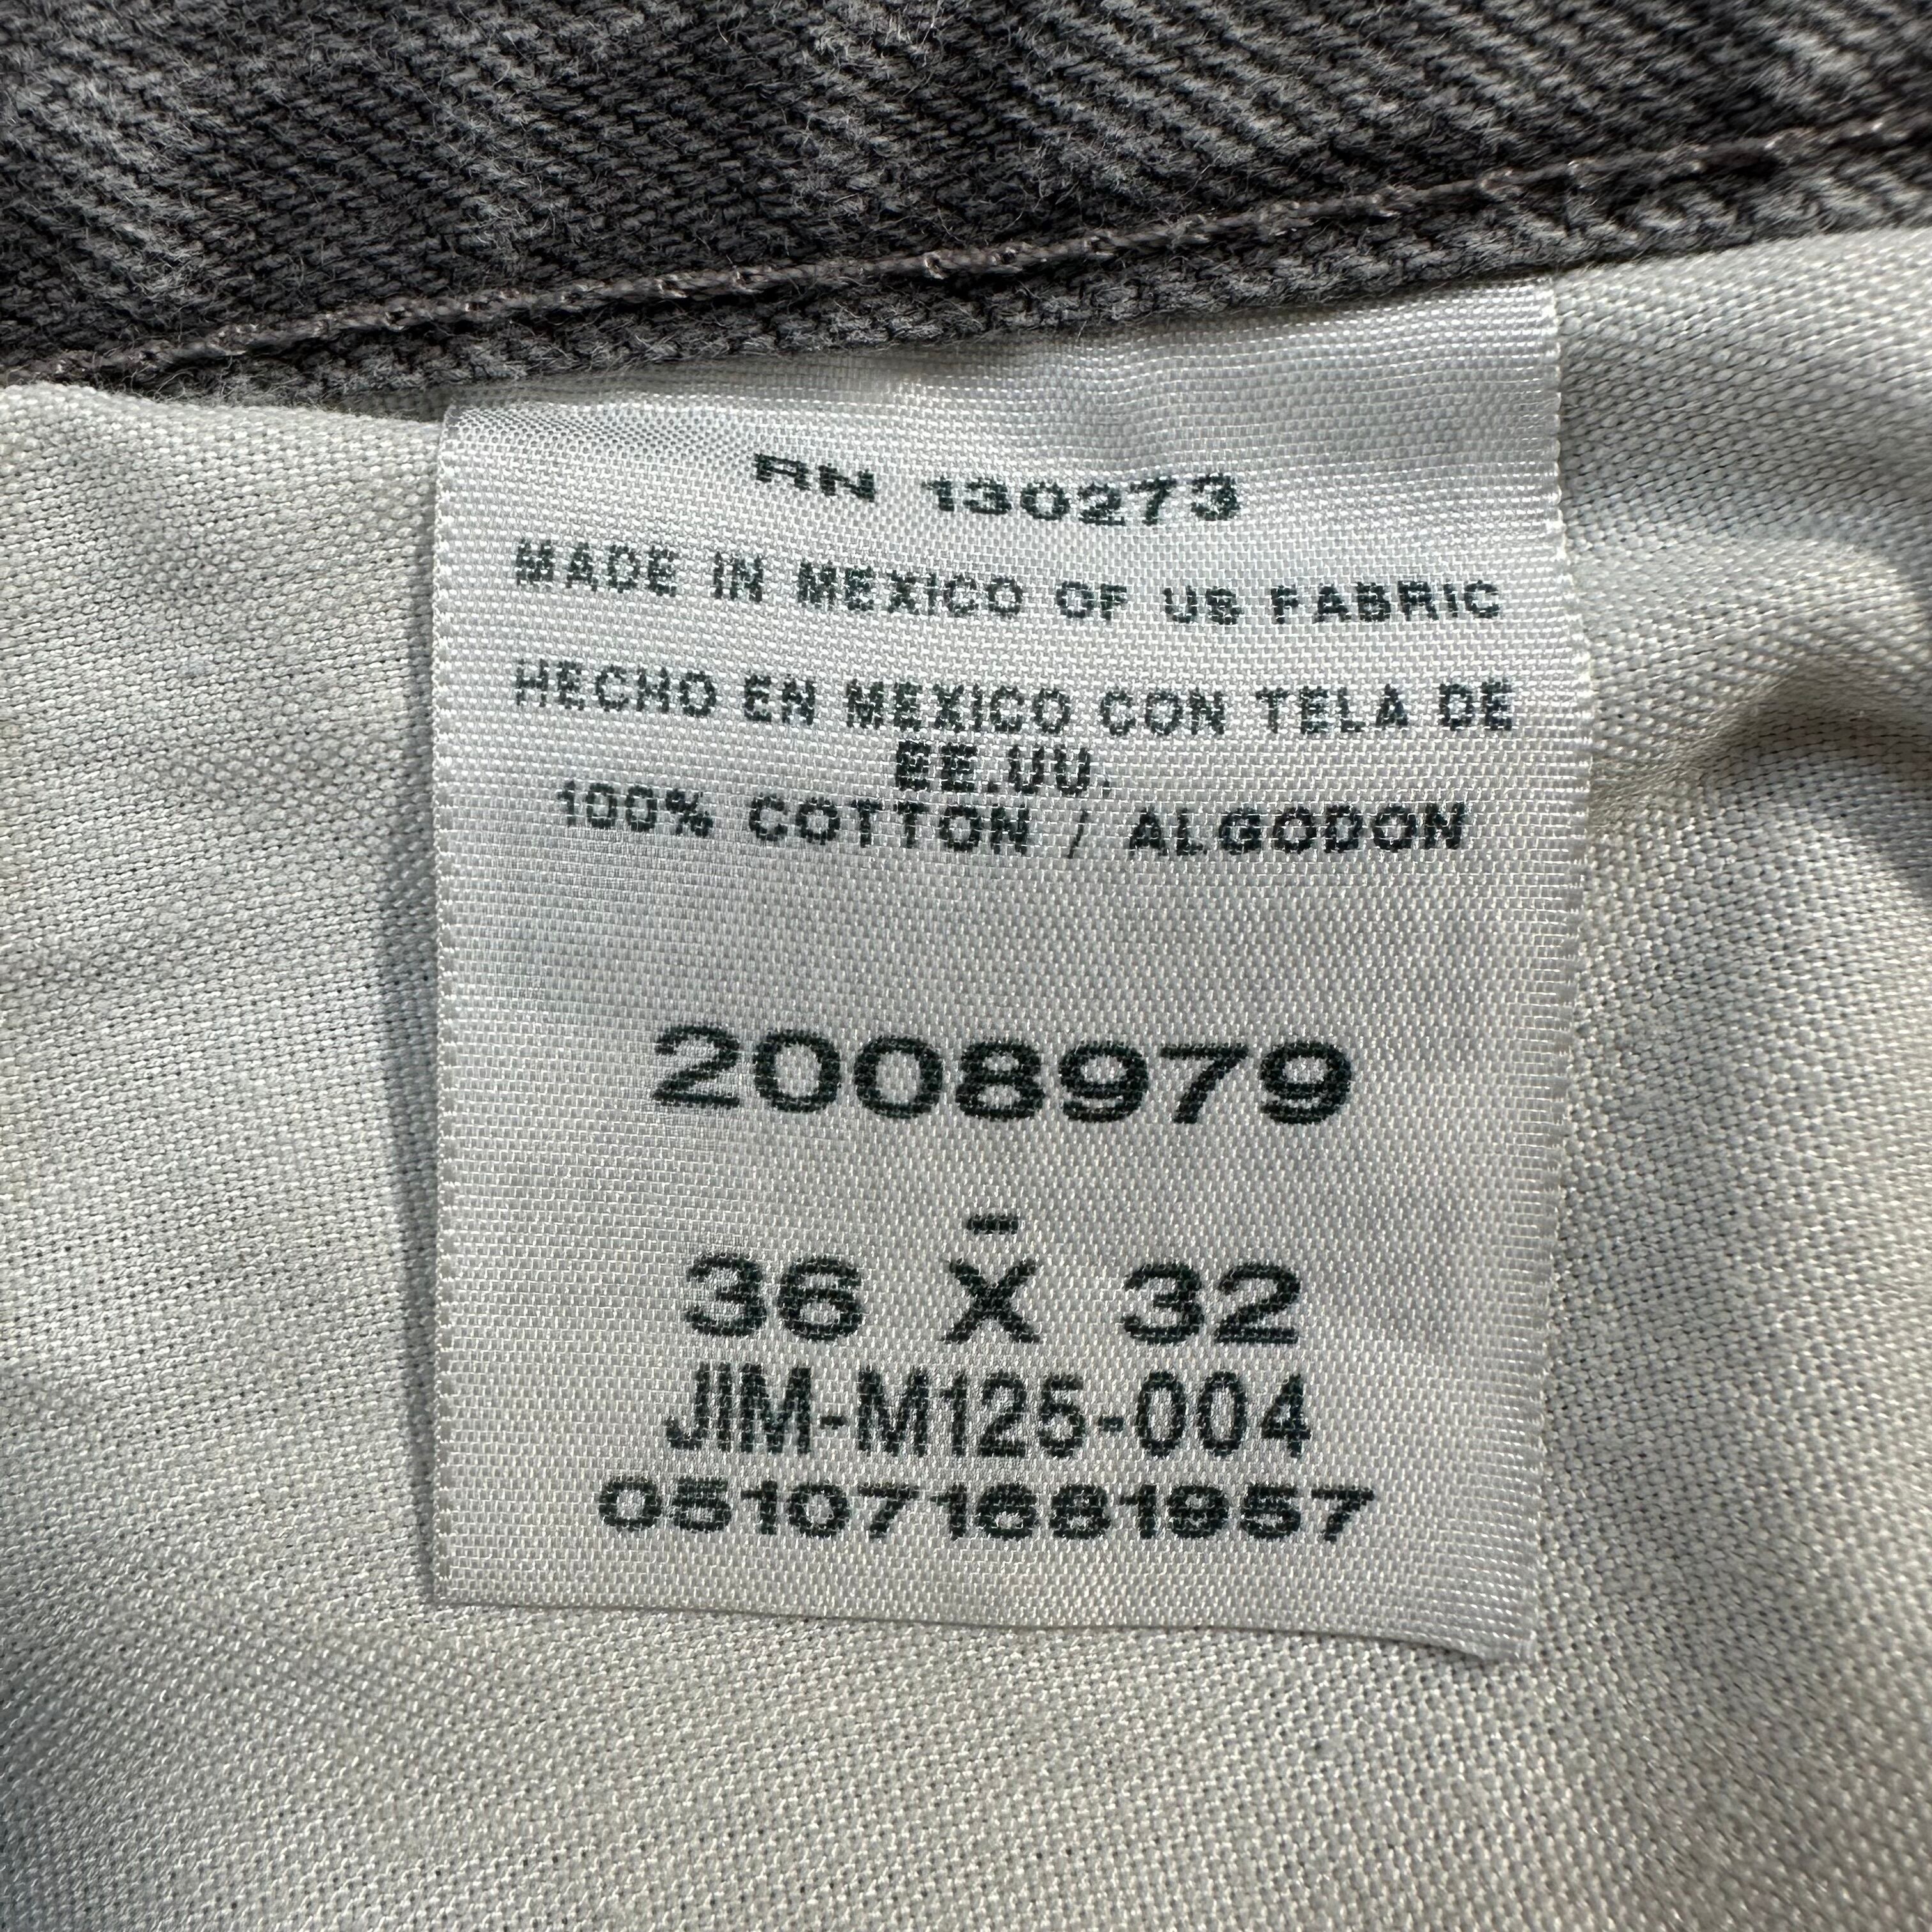 RN 130273
MADE IN MEXICO OF US FABRIC
HECHO EN MEXICO CON TELA DE
EE.UU.
100% COTTON / ALGODON
2008979
-
36 X 32
JIM-M125-004
051071681957